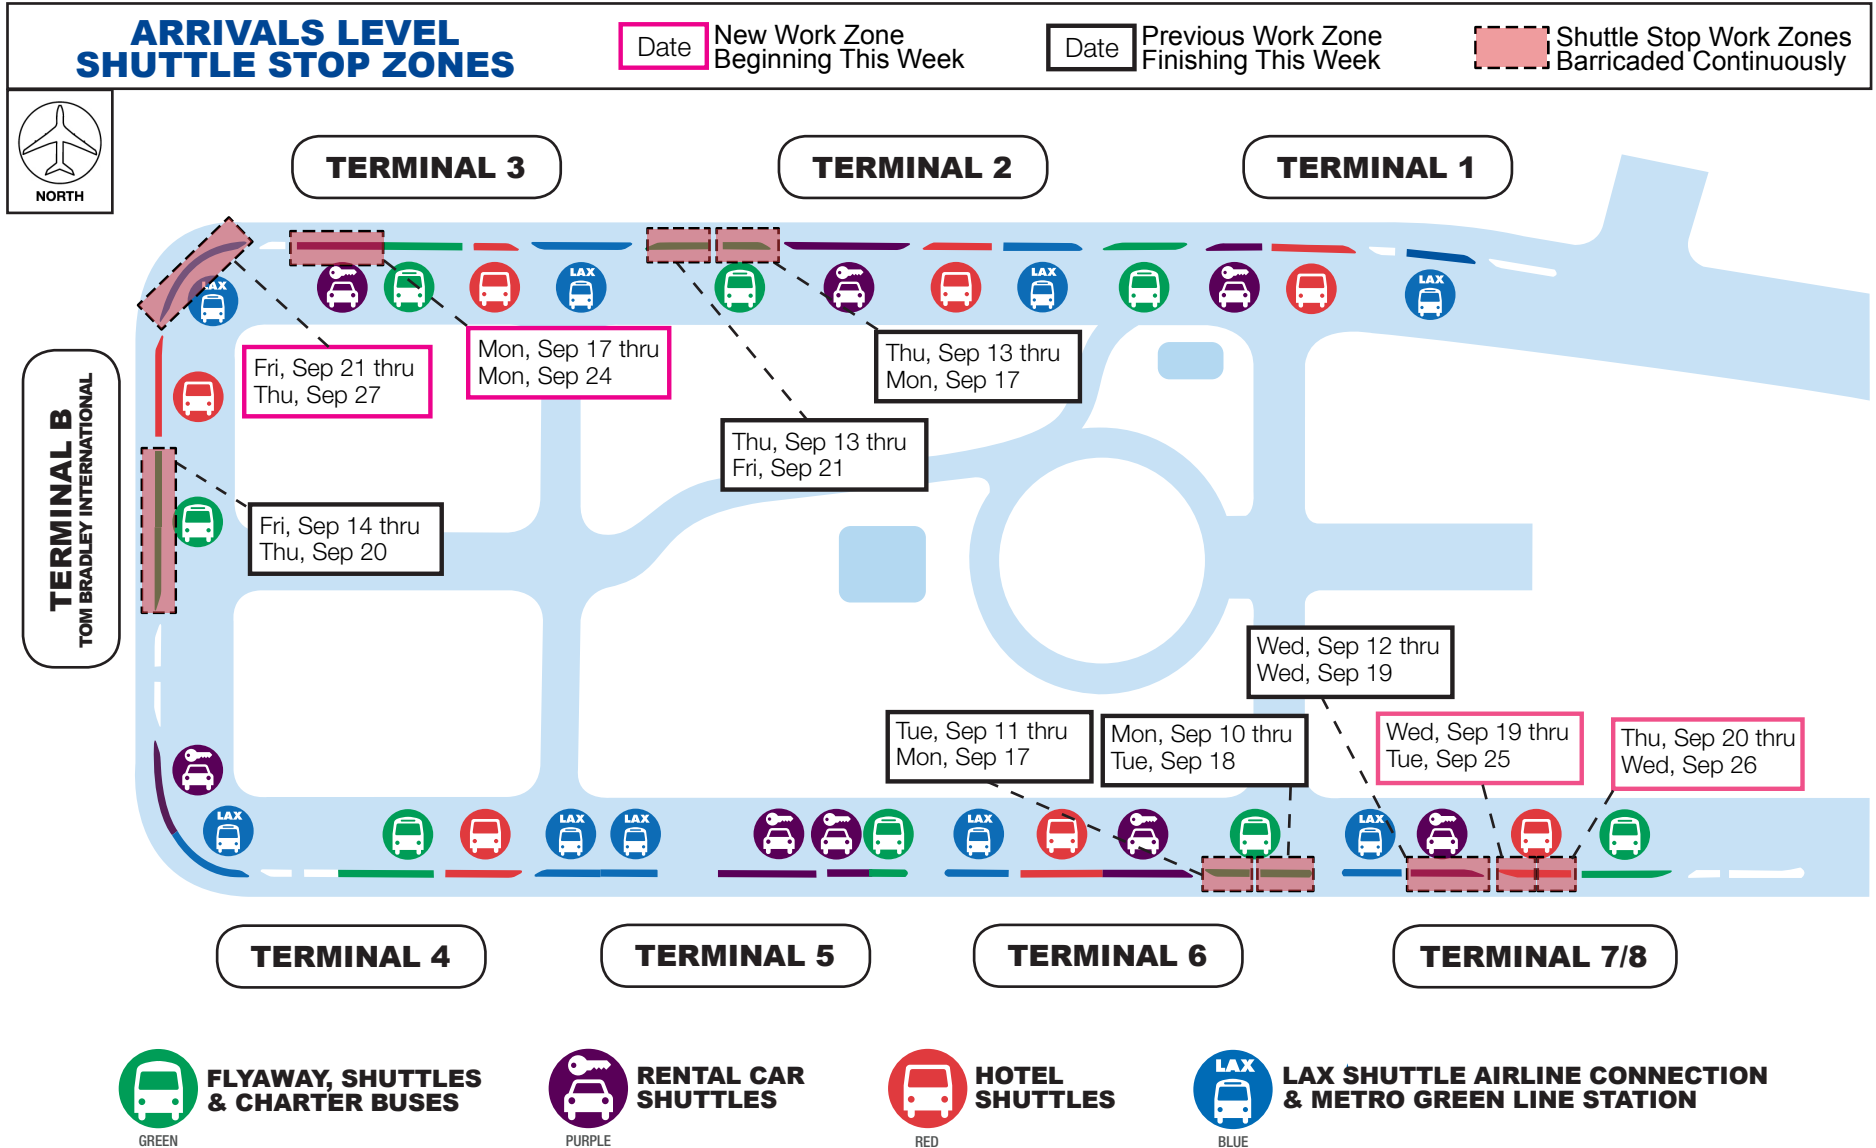 ARRIVALS LEVEL
SHUTTLE STOP ZONES
Date
New Work Zone
Beginning This Week
Date
Previous Work Zone
Finishing This Week
Shuttle Stop Work Zones
Barricaded Continuously
NORTH
TERMINAL 3
TERMINAL 2
TERMINAL 1
LAX
LAX
LAX
LAX
Fri, Sep 21 thru
Thu, Sep 27
Mon, Sep 17 thru
Mon, Sep 24
Thu, Sep 13 thru
Mon, Sep 17
Thu, Sep 13 thru
Fri, Sep 21
TERMINAL B
TOM BRADLEY INTERNATIONAL
Fri, Sep 14 thru
Thu, Sep 20
Wed, Sep 12 thru
Wed, Sep 19
Tue, Sep 11 thru
Mon, Sep 17
Mon, Sep 10 thru
Tue, Sep 18
Wed, Sep 19 thru
Tue, Sep 25
Thu, Sep 20 thru
Wed, Sep 26
LAX
LAX
LAX
LAX
LAX
TERMINAL 4
TERMINAL 5
TERMINAL 6
TERMINAL 7/8
FLYAWAY, SHUTTLES
& CHARTER BUSES
GREEN
RENTAL CAR
SHUTTLES
PURPLE
HOTEL
SHUTTLES
RED
LAX
LAX SHUTTLE AIRLINE CONNECTION
& METRO GREEN LINE STATION
BLUE